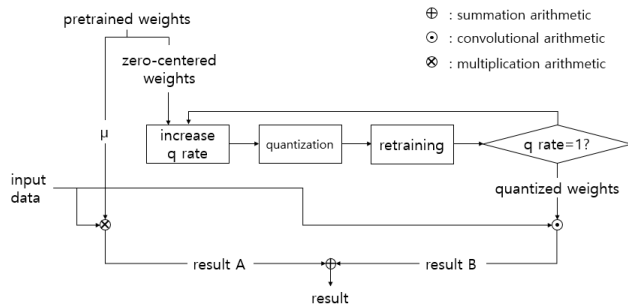 pretrained weights
⊕ : summation arithmetic
⊙ : convolutional arithmetic
⊗ : multiplication arithmetic
zero-centered
weights
μ
increase
q rate
quantization
retraining
q rate=1?
input
data
quantized weights
result A
result B
result